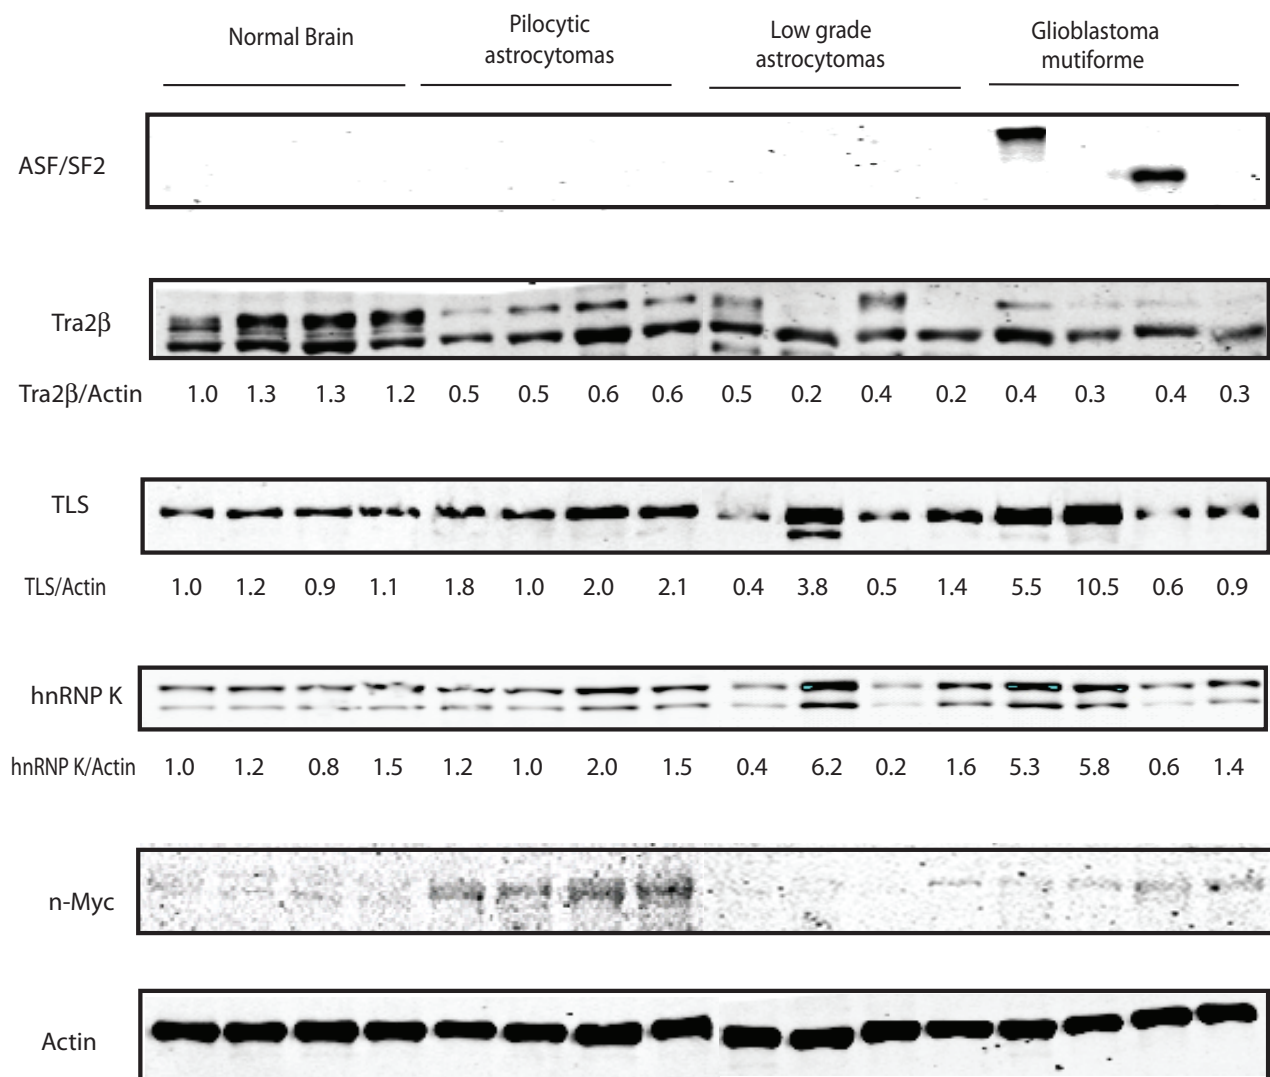 Normal Brain
Pilocytic
astrocytomas
Low grade
astrocytomas
Glioblastoma
mutiforme
ASF/SF2
Tra2β
Tra2β/Actin 1.0 1.3 1.3 1.2 0.5 0.5 0.6 0.6 0.5 0.2 0.4 0.2 0.4 0.3 0.4 0.3
TLS
TLS/Actin 1.0 1.2 0.9 1.1 1.8 1.0 2.0 2.1 0.4 3.8 0.5 1.4 5.5 10.5 0.6 0.9
hnRNP K
hnRNP K/Actin 1.0 1.2 0.8 1.5 1.2 1.0 2.0 1.5 0.4 6.2 0.2 1.6 5.3 5.8 0.6 1.4
n-Myc
Actin